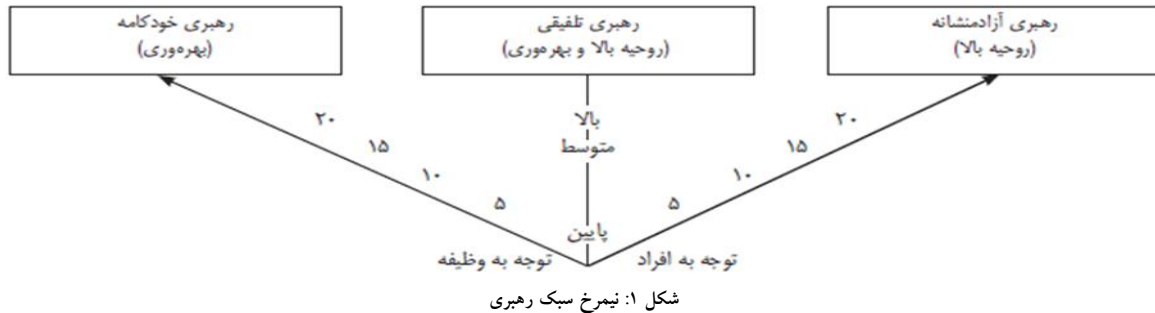 رهبری آزادمنشانه
(روحیه بالا)
رهبری تلفیقی
(روحیه بالا و بهره‌وری)
رهبری خودکامه
(بهره‌وری)
۲۰
۱۵
۱۰
۵
بالا
متوسط
پایین
۲۰
۱۵
۱۰
۵
توجه به افراد
توجه به وظیفه
شکل ۱: نیمرخ سبک رهبری